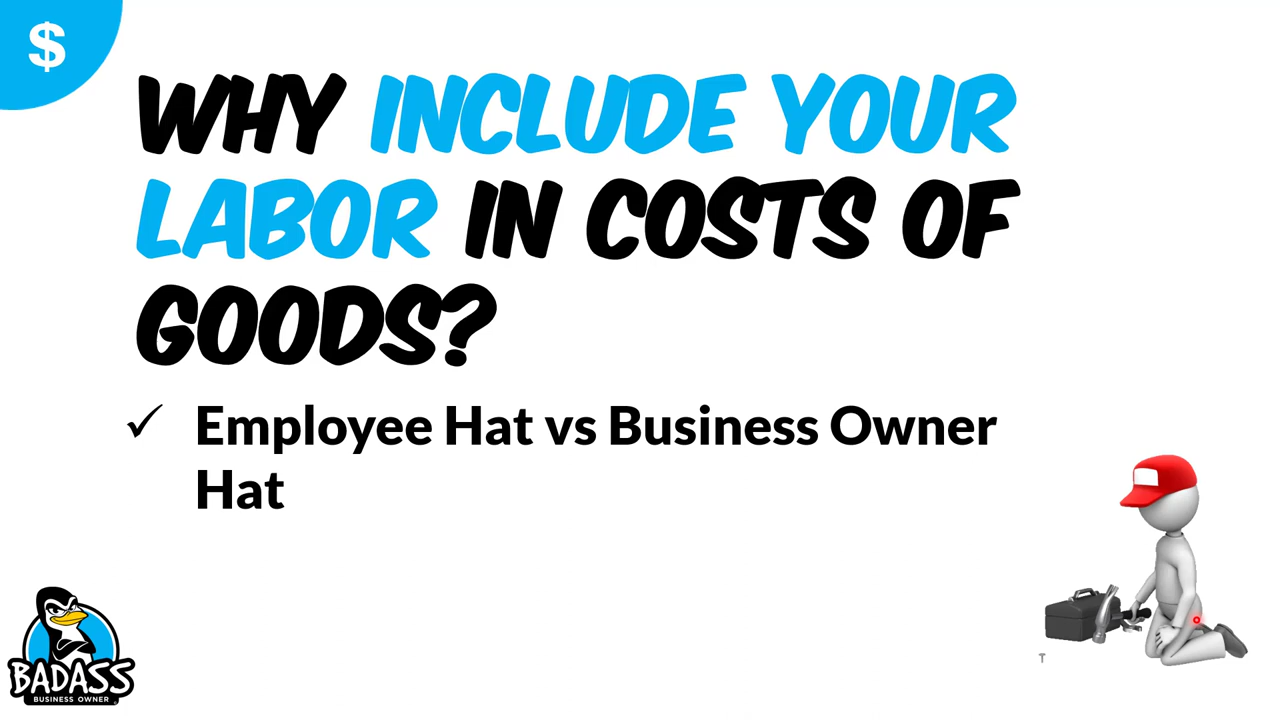 $
WHY INCLUDE YOUR
LABOR IN COSTS OF
GOODS?
✓ Employee Hat vs Business Owner
Hat
T
BADASS
BUSINESS OWNER